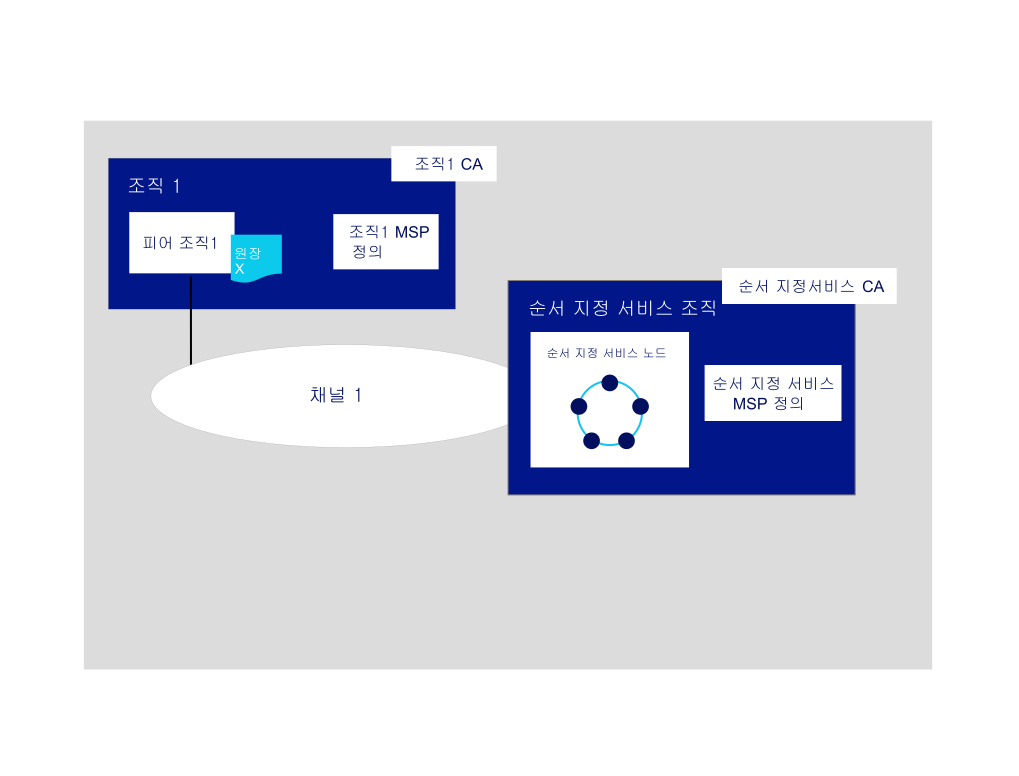 조직1 CA
조직 1
피어 조직1
원장
X
조직1 MSP
정의
순서 지정서비스 CA
순서 지정 서비스 조직
순서 지정 서비스 노드
순서 지정 서비스
MSP 정의
채널 1